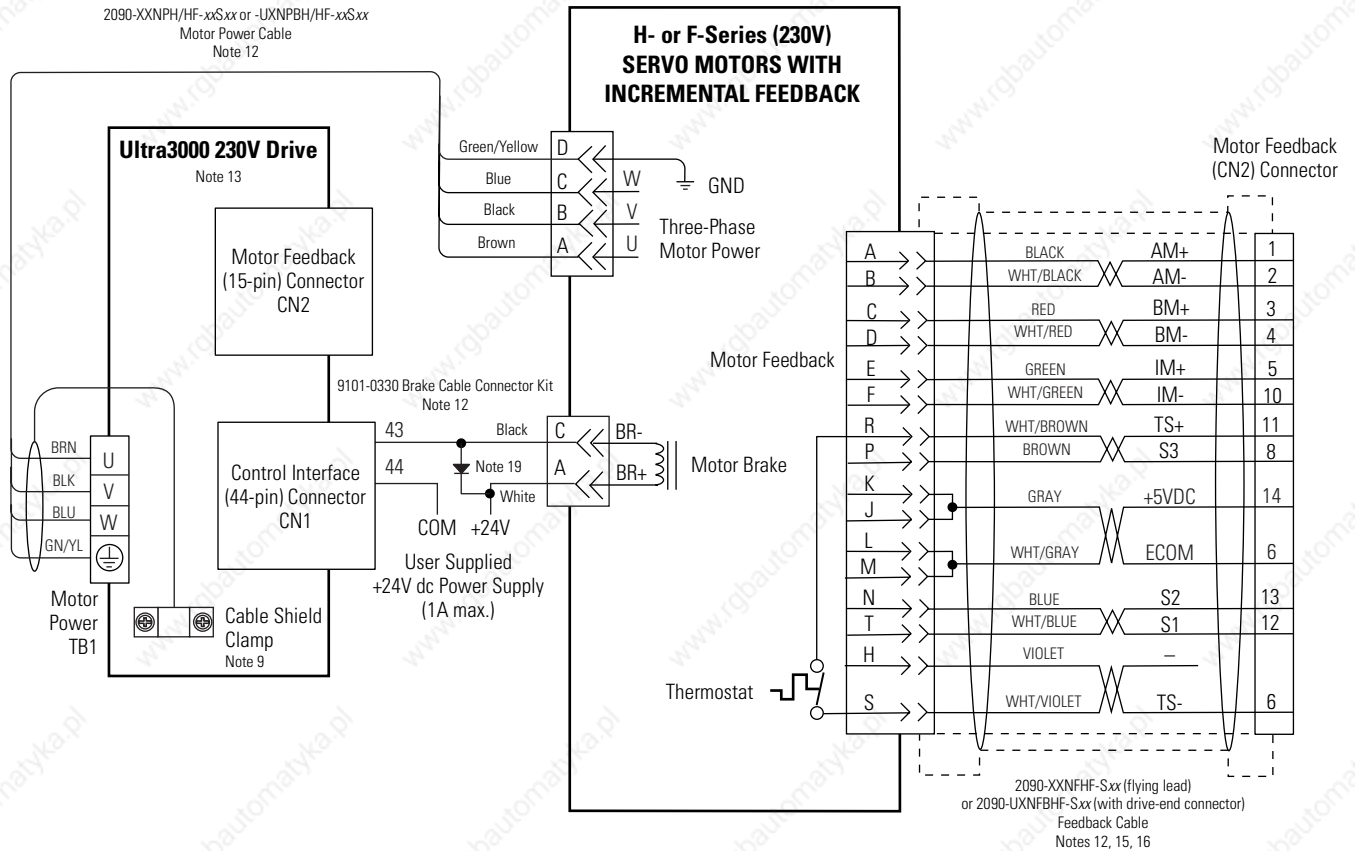 2090-XXNPH/HF-xxSxx or -UXNPBH/HF-xxSxx
Motor Power Cable
Note 12
H- or F-Series (230V)
SERVO MOTORS WITH
INCREMENTAL FEEDBACK
Ultra3000 230V Drive
Note 13
Motor Feedback
(15-pin) Connector
CN2
Control Interface
(44-pin) Connector
CN1
BRN
U
BLK
V
BLU
W
GN/YL
Motor
Power
TB1
Cable Shield
Clamp
Note 9
Green/Yellow
D
Blue
C
W
Black
B
V
Brown
A
U
GND
Three-Phase
Motor Power
9101-0330 Brake Cable Connector Kit
Note 12
43
Black
C
BR-
44
Note 19
A
BR+
White
Motor Brake
COM +24V
User Supplied
+24V dc Power Supply
(1A max.)
Motor Feedback
Thermostat
Motor Feedback
(CN2) Connector
A BLACK AM+ 1
B WHT/BLACK AM- 2
C RED BM+ 3
D WHT/RED BM- 4
E GREEN IM+ 5
F WHT/GREEN IM- 10
R WHT/BROWN TS+ 11
P BROWN S3 8
K GRAY +5VDC 14
J
L WHT/GRAY ECOM 6
M
N BLUE S2 13
T WHT/BLUE S1 12
H VIOLET –
S WHT/VIOLET TS- 6
2090-XXNFHF-Sxx (flying lead)
or 2090-UXNFBHF-Sxx (with drive-end connector)
Feedback Cable
Notes 12, 15, 16
www.rgbautomatyka.pl